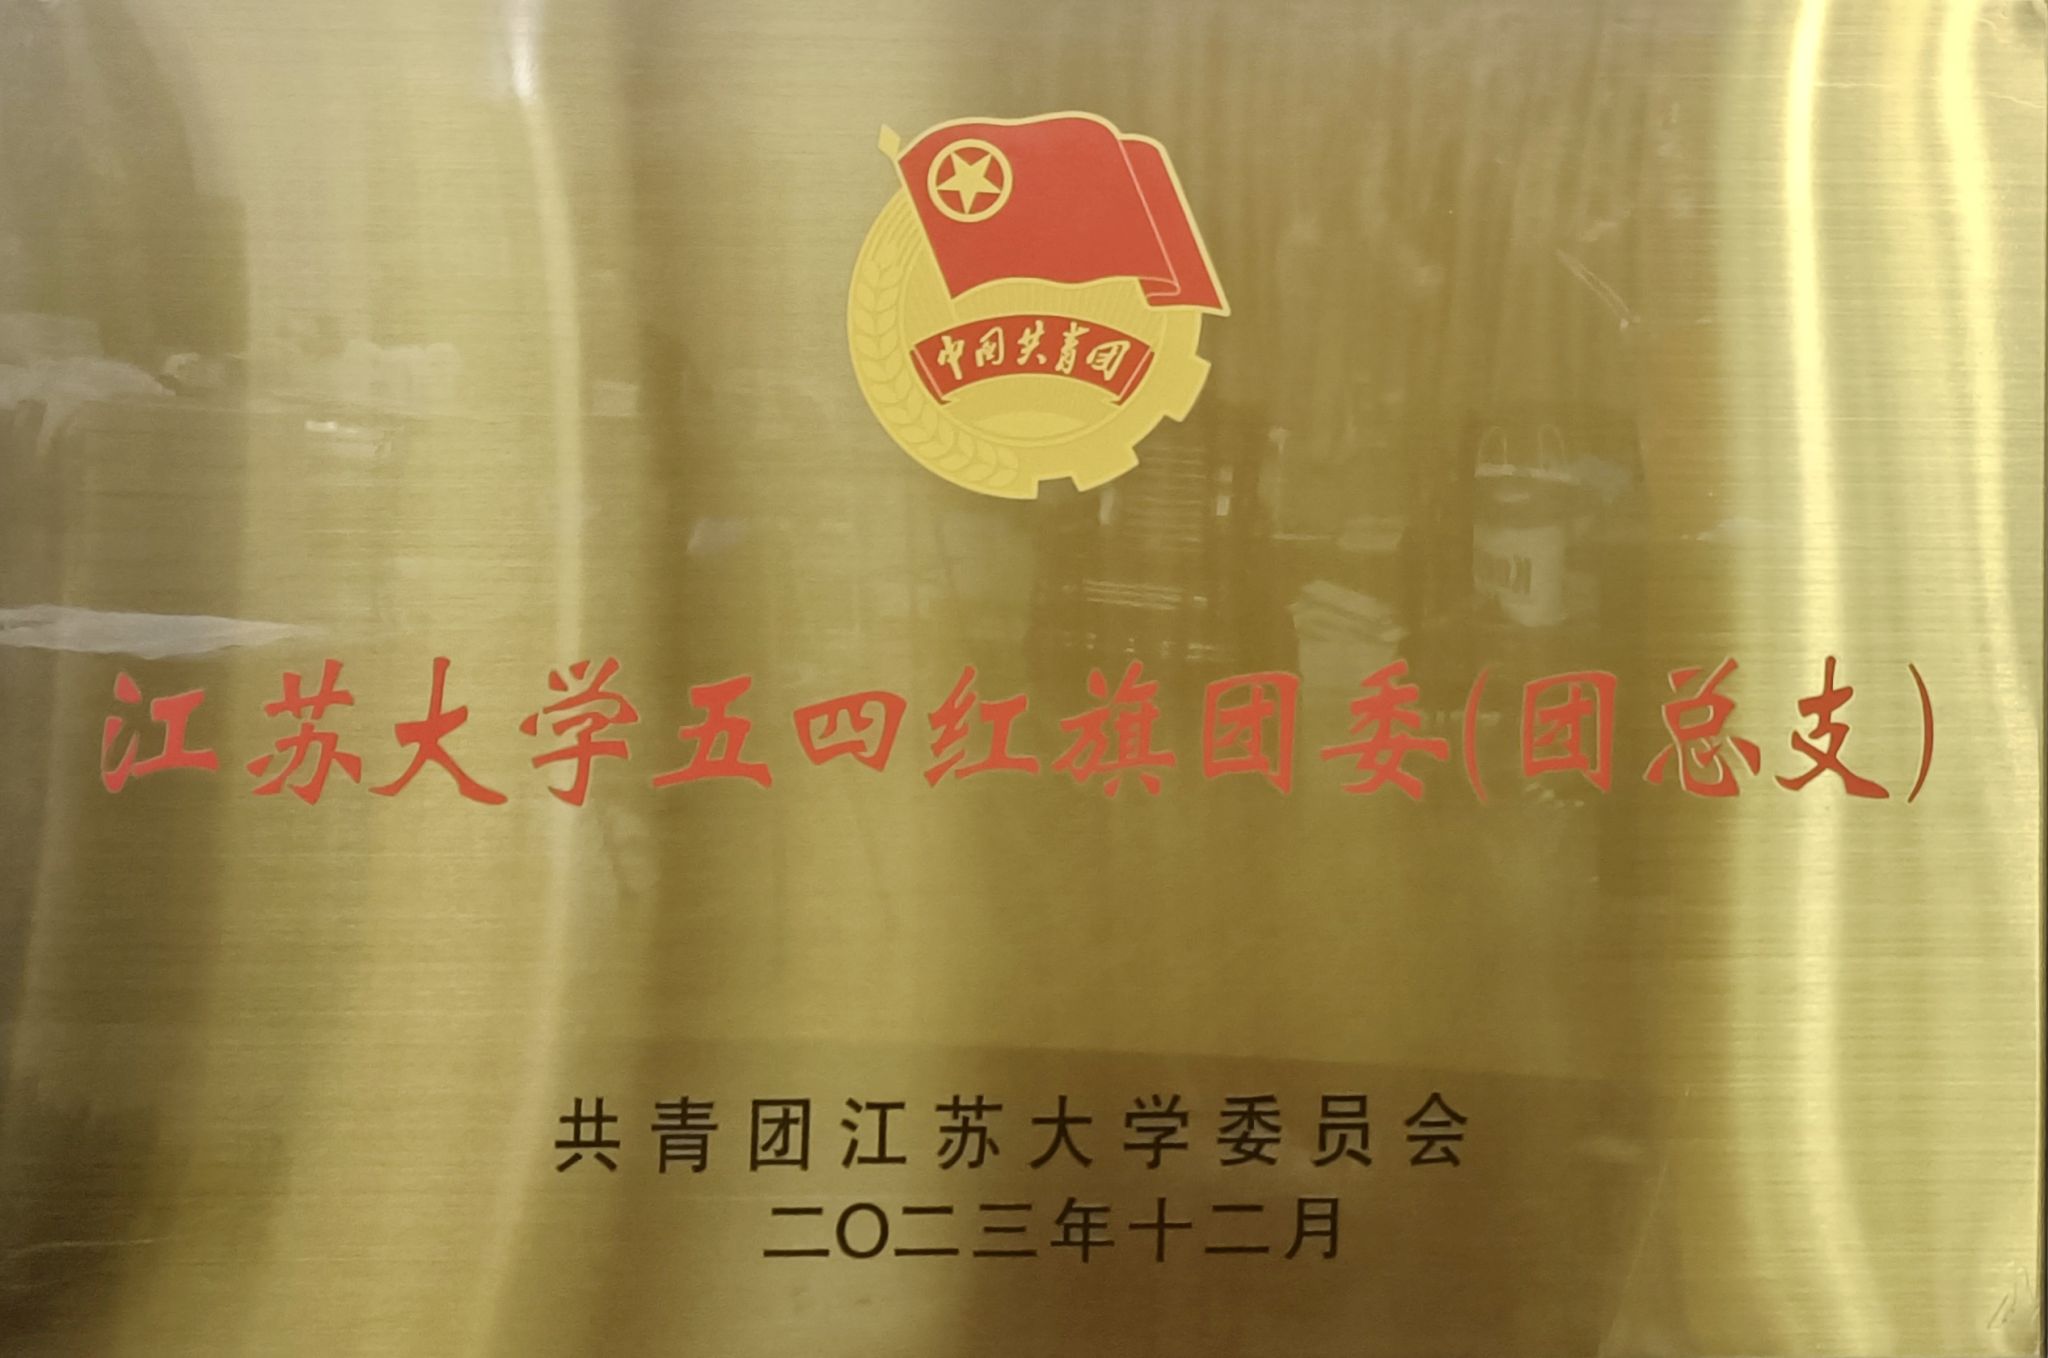 中国共青团
江苏大学五四红旗团委(团总支)
共青团江苏大学委员会
二〇二三年十二月